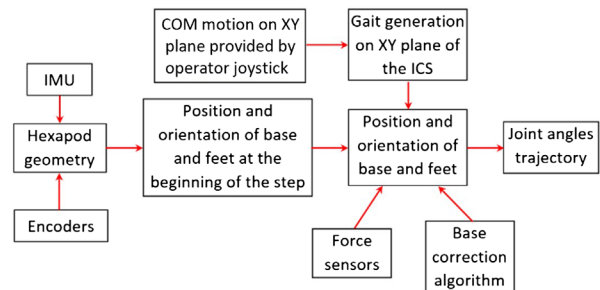 COM motion on XY
plane provided by
operator joystick
Gait generation
on XY plane of
the ICS
IMU
Hexapod
geometry
Encoders
Position and
orientation of base
and feet at the
beginning of the step
Position and
orientation of
base and feet
Joint angles
trajectory
Force
sensors
Base
correction
algorithm